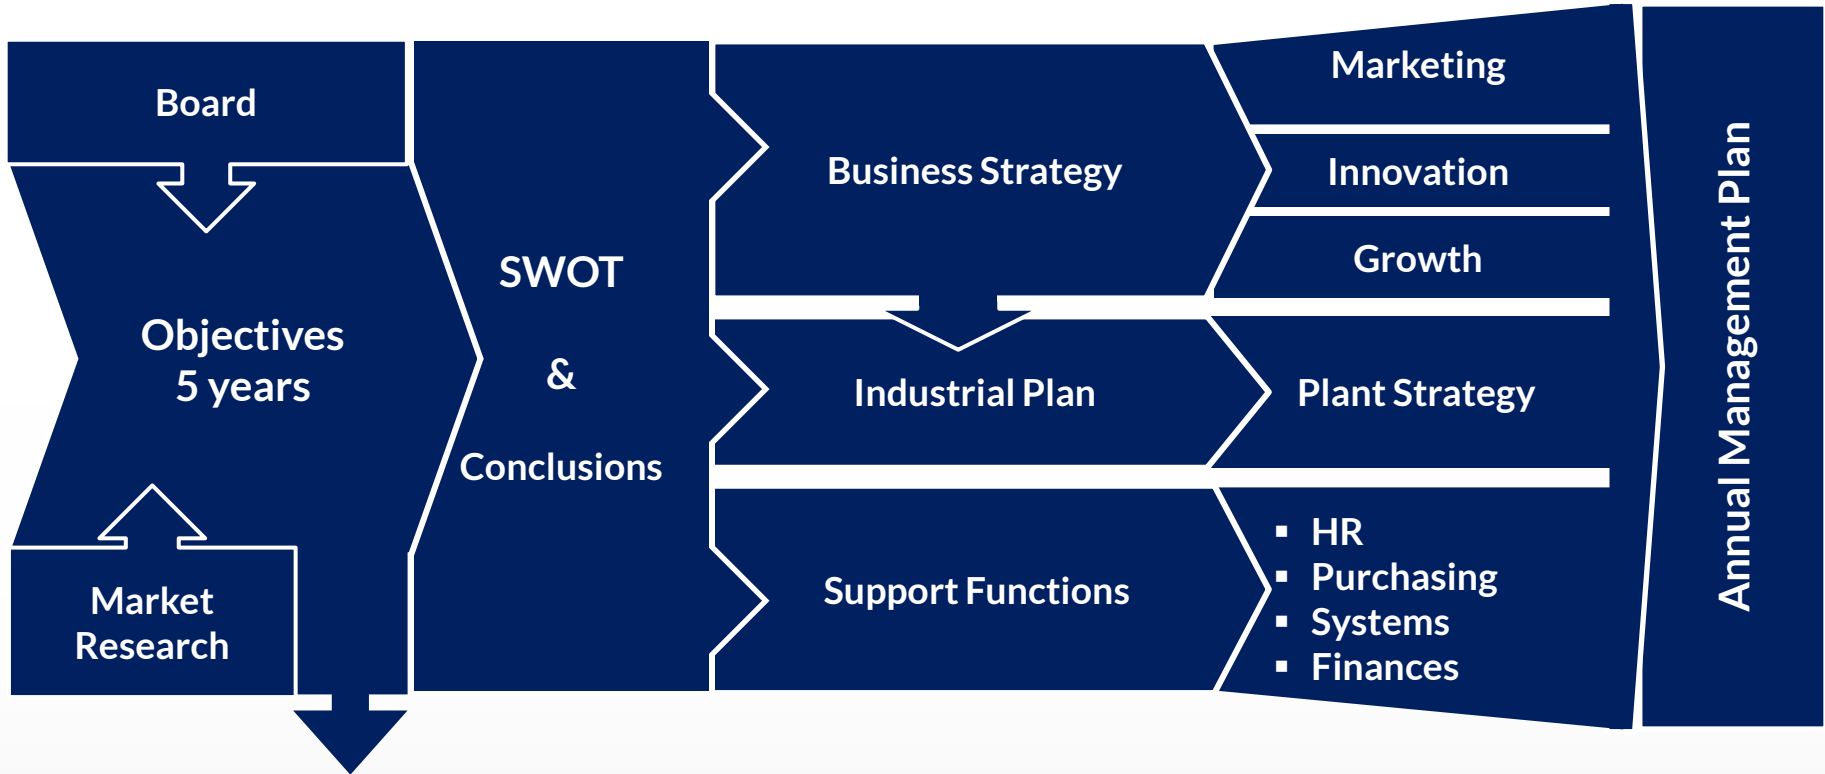 Board
Objectives
5 years
Market
Research
SWOT
&
Conclusions
Business Strategy
Industrial Plan
Support Functions
Marketing
Innovation
Growth
Plant Strategy
▪ HR
▪ Purchasing
▪ Systems
▪ Finances
Annual Management Plan